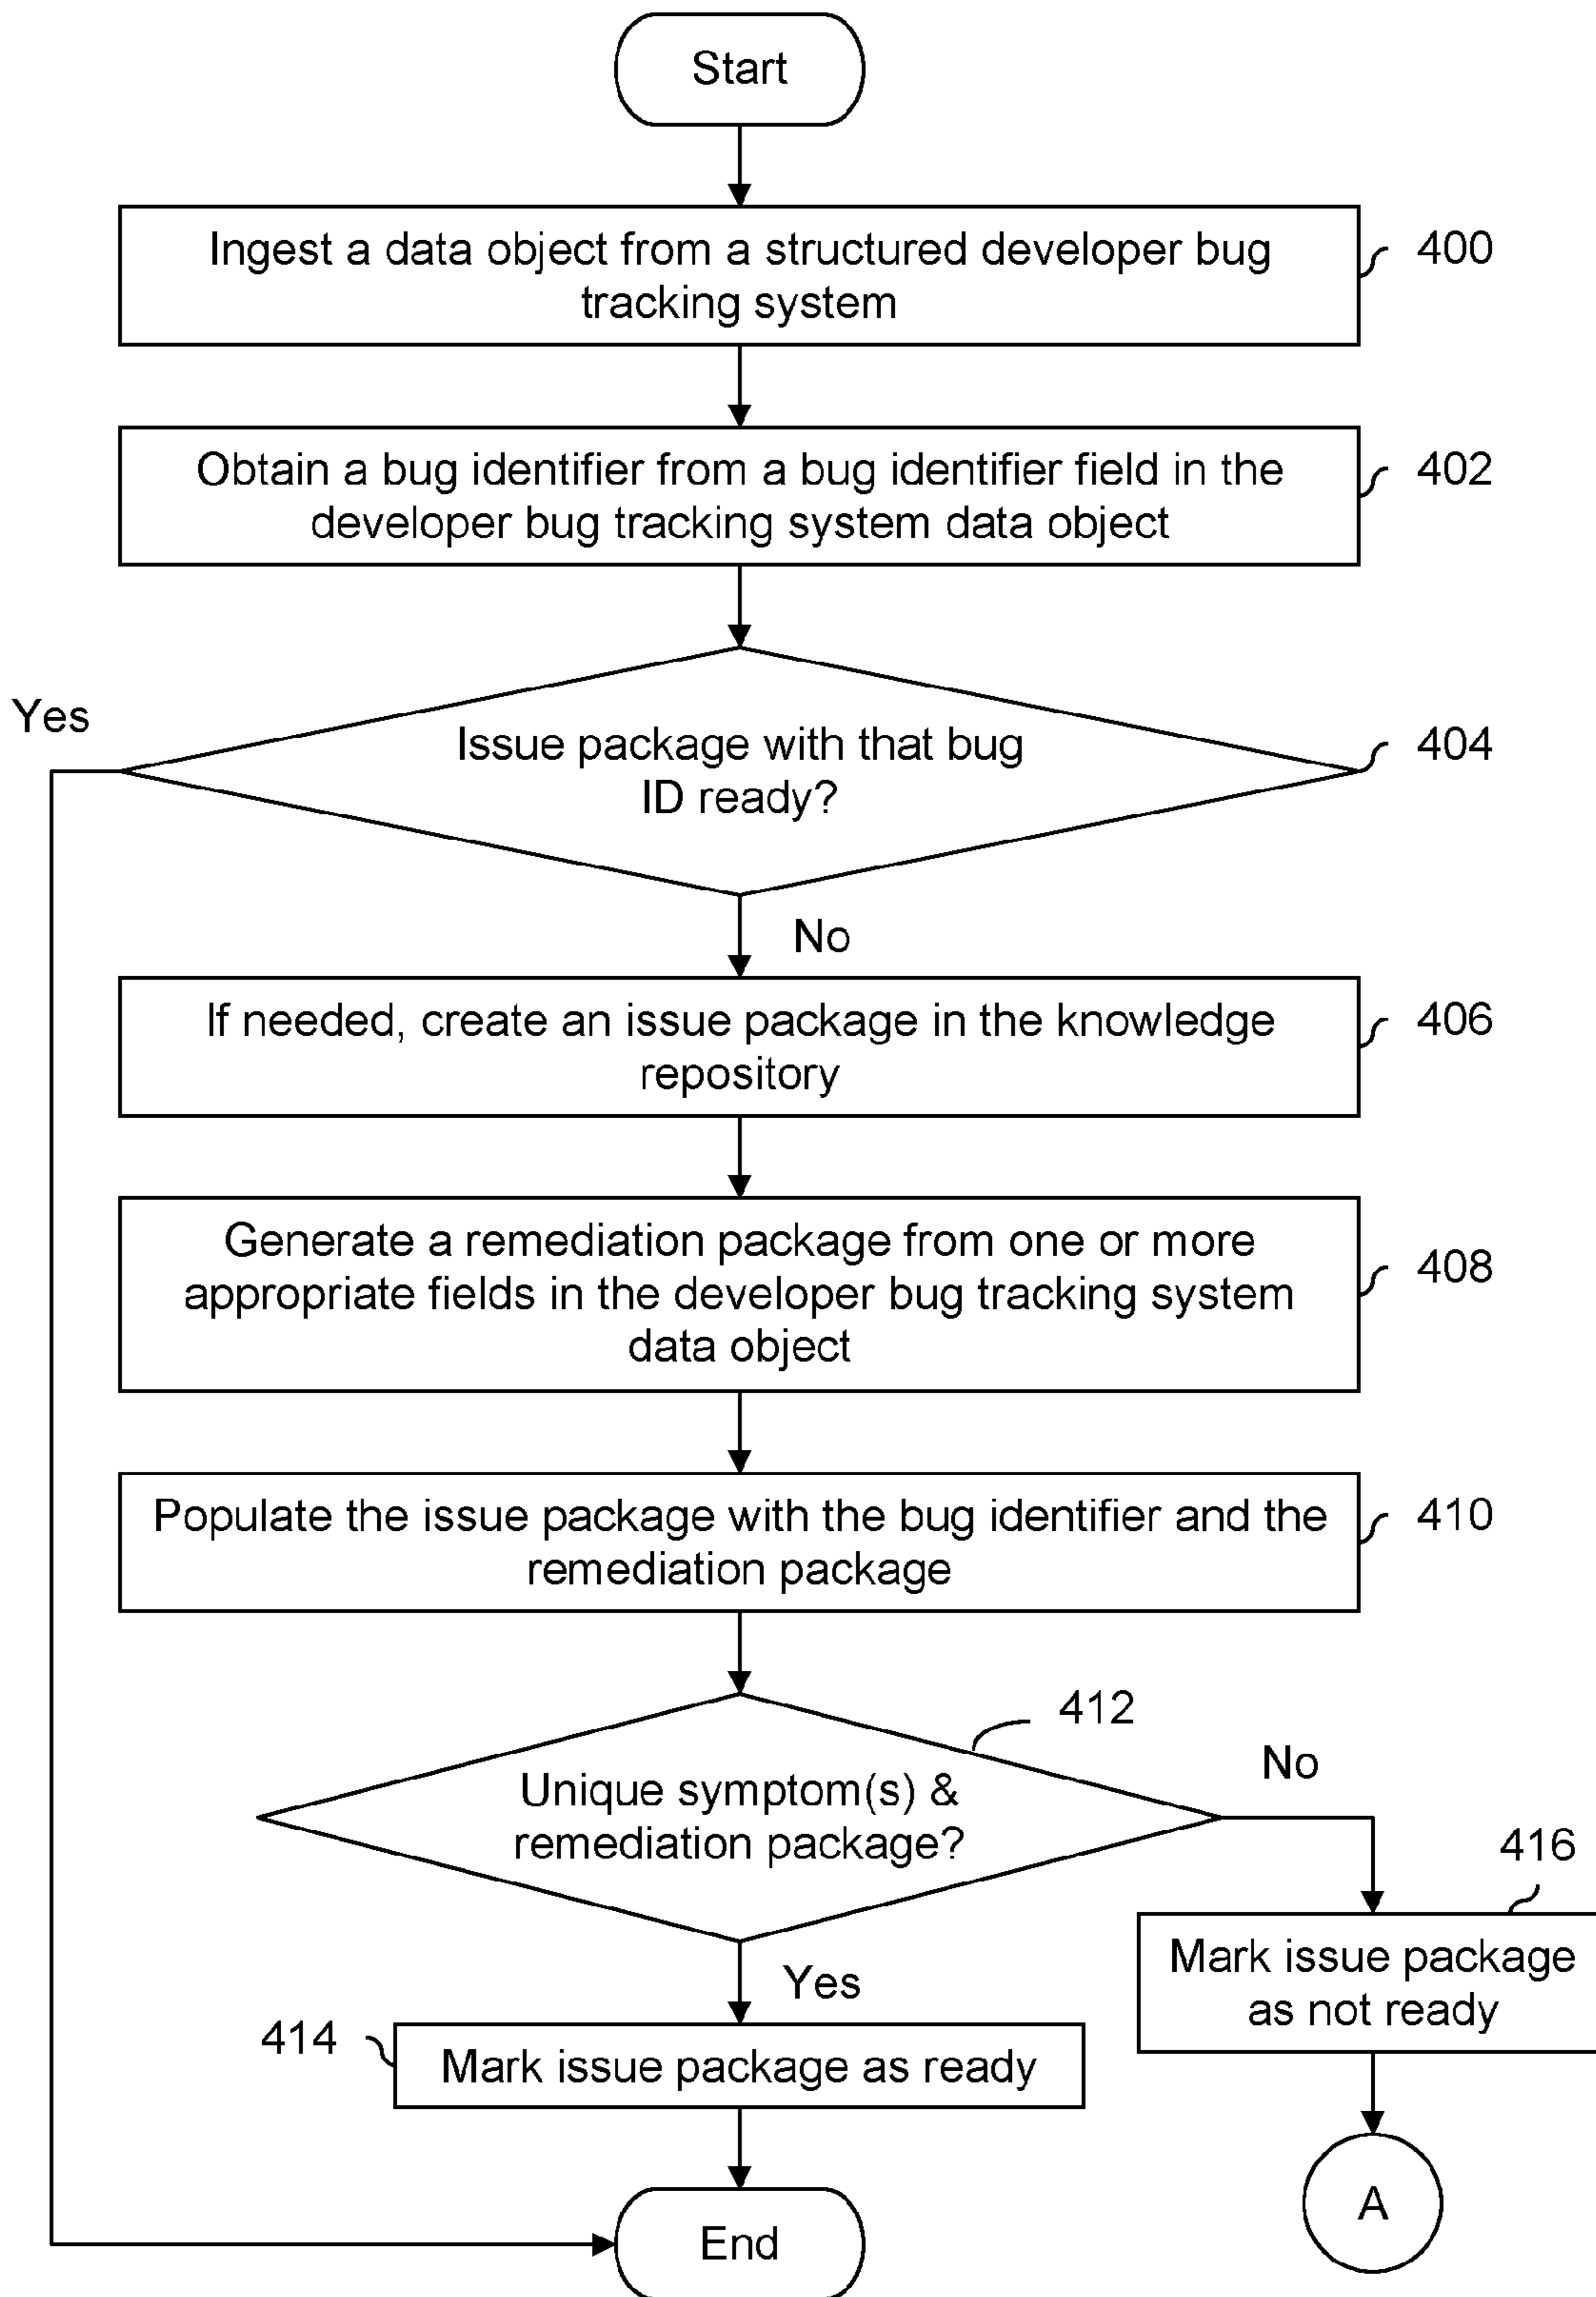 Start
Ingest a data object from a structured developer bug
tracking system
400
Obtain a bug identifier from a bug identifier field in the
developer bug tracking system data object
402
Yes
Issue package with that bug
ID ready?
404
No
If needed, create an issue package in the knowledge
repository
406
Generate a remediation package from one or more
appropriate fields in the developer bug tracking system
data object
408
Populate the issue package with the bug identifier and the
remediation package
410
412
Unique symptom(s) &
remediation package?
No
416
Mark issue package
as not ready
Yes
414
Mark issue package as ready
A
End